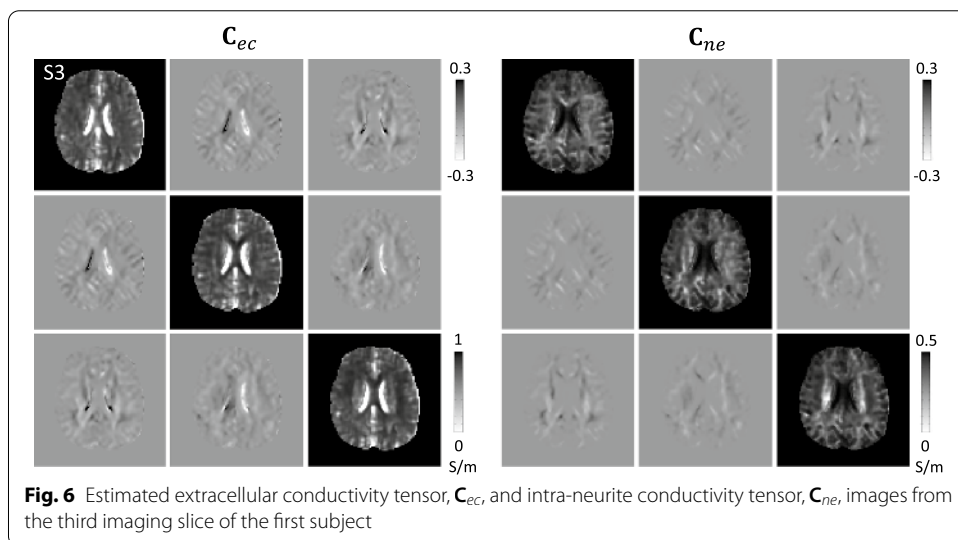 C_ec
C_ne
S3
0.3
-0.3
0.3
-0.3
1
0
S/m
0.5
0
S/m
Fig. 6 Estimated extracellular conductivity tensor, C_ec, and intra-neurite conductivity tensor, C_ne, images from
the third imaging slice of the first subject